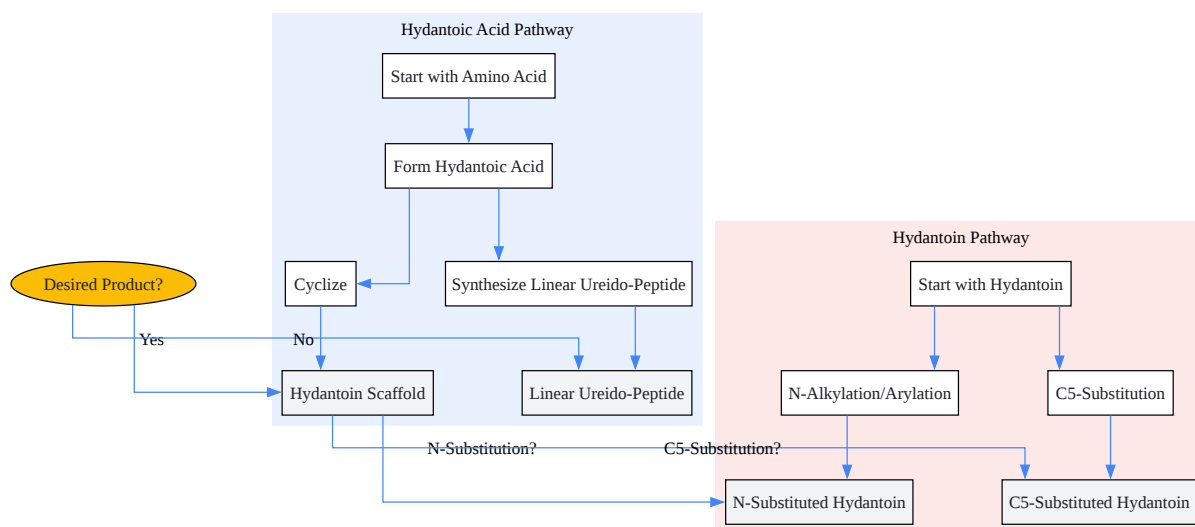 Hydantoic Acid Pathway
Start with Amino Acid
Form Hydantoic Acid
Hydantoin Pathway
Desired Product?
Cyclize
Synthesize Linear Ureido-Peptide
Start with Hydantoin
Yes
No
Hydantoin Scaffold
Linear Ureido-Peptide
N-Alkylation/Arylation
C5-Substitution
N-Substitution?
C5-Substitution?
N-Substituted Hydantoin
C5-Substituted Hydantoin